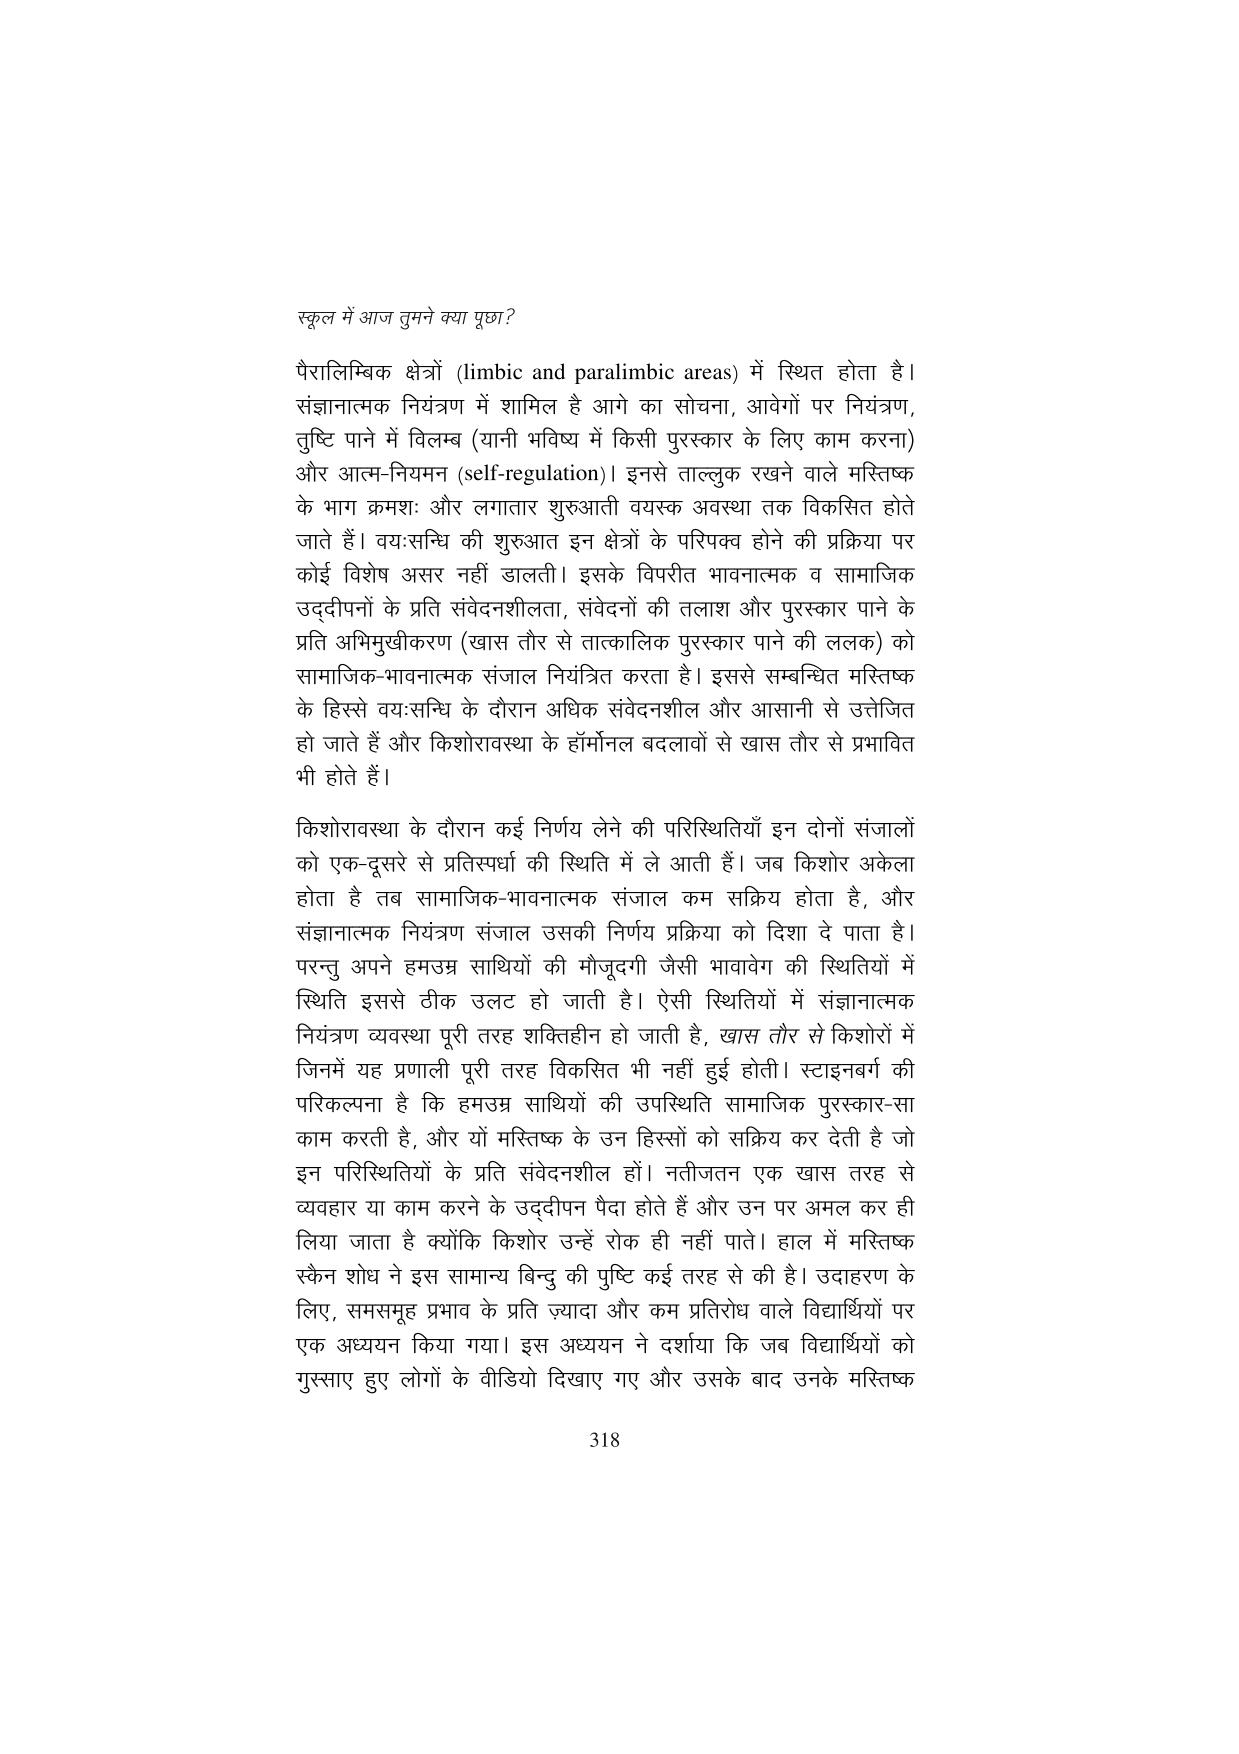 स्कूल में आज तुमने क्या पूछा?
पैरालिम्बिक क्षेत्रों (limbic and paralimbic areas) में स्थित होता है।
संज्ञानात्मक नियंत्रण में शामिल है आगे का सोचना, आवेगों पर नियंत्रण,
तुष्टि पाने में विलम्ब (यानी भविष्य में किसी पुरस्कार के लिए काम करना)
और आत्म-नियमन (self-regulation)। इनसे ताल्लुक रखने वाले मस्तिष्क
के भाग क्रमशः और लगातार शुरुआती वयस्क अवस्था तक विकसित होते
जाते हैं। वयःसन्धि की शुरुआत इन क्षेत्रों के परिपक्व होने की प्रक्रिया पर
कोई विशेष असर नहीं डालती। इसके विपरीत भावनात्मक व सामाजिक
उद्दीपनों के प्रति संवेदनशीलता, संवेदनों की तलाश और पुरस्कार पाने के
प्रति अभिमुखीकरण (खास तौर से तात्कालिक पुरस्कार पाने की ललक) को
सामाजिक-भावनात्मक संजाल नियंत्रित करता है। इससे सम्बन्धित मस्तिष्क
के हिस्से वयःसन्धि के दौरान अधिक संवेदनशील और आसानी से उत्तेजित
हो जाते हैं और किशोरावस्था के हॉर्मोनल बदलावों से खास तौर से प्रभावित
भी होते हैं।
किशोरावस्था के दौरान कई निर्णय लेने की परिस्थितियाँ इन दोनों संजालों
को एक-दूसरे से प्रतिस्पर्धा की स्थिति में ले आती हैं। जब किशोर अकेला
होता है तब सामाजिक-भावनात्मक संजाल कम सक्रिय होता है, और
संज्ञानात्मक नियंत्रण संजाल उसकी निर्णय प्रक्रिया को दिशा दे पाता है।
परन्तु अपने हमउम्र साथियों की मौजूदगी जैसी भावावेग की स्थितियों में
स्थिति इससे ठीक उलट हो जाती है। ऐसी स्थितियों में संज्ञानात्मक
नियंत्रण व्यवस्था पूरी तरह शक्तिहीन हो जाती है, खास तौर से किशोरों में
जिनमें यह प्रणाली पूरी तरह विकसित भी नहीं हुई होती। स्टाइनबर्ग की
परिकल्पना है कि हमउम्र साथियों की उपस्थिति सामाजिक पुरस्कार-सा
काम करती है, और यों मस्तिष्क के उन हिस्सों को सक्रिय कर देती है जो
इन परिस्थितियों के प्रति संवेदनशील हों। नतीजतन एक खास तरह से
व्यवहार या काम करने के उद्दीपन पैदा होते हैं और उन पर अमल कर ही
लिया जाता है क्योंकि किशोर उन्हें रोक ही नहीं पाते। हाल में मस्तिष्क
स्कैन शोध ने इस सामान्य बिन्दु की पुष्टि कई तरह से की है। उदाहरण के
लिए, समसमूह प्रभाव के प्रति ज़्यादा और कम प्रतिरोध वाले विद्यार्थियों पर
एक अध्ययन किया गया। इस अध्ययन ने दर्शाया कि जब विद्यार्थियों को
गुस्साए हुए लोगों के वीडियो दिखाए गए और उसके बाद उनके मस्तिष्क
318